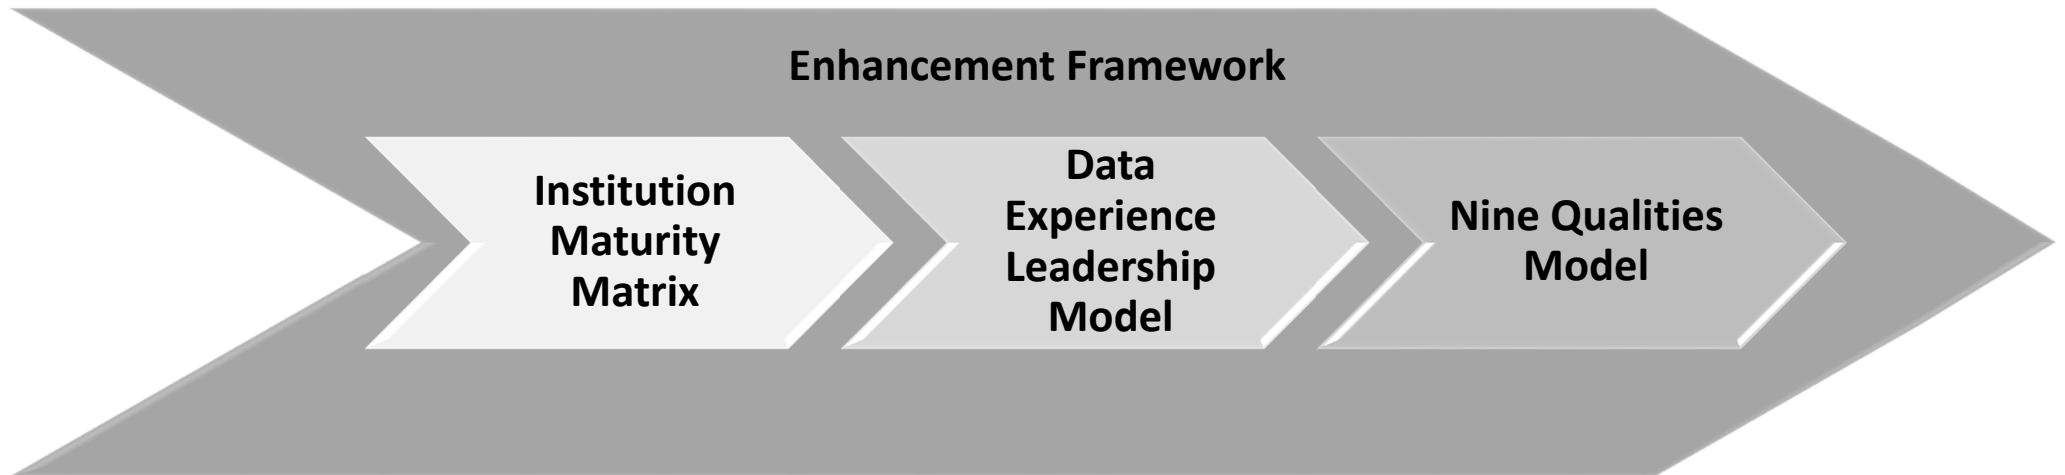 Enhancement Framework
Institution
Maturity
Matrix
Data
Experience
Leadership
Model
Nine Qualities
Model